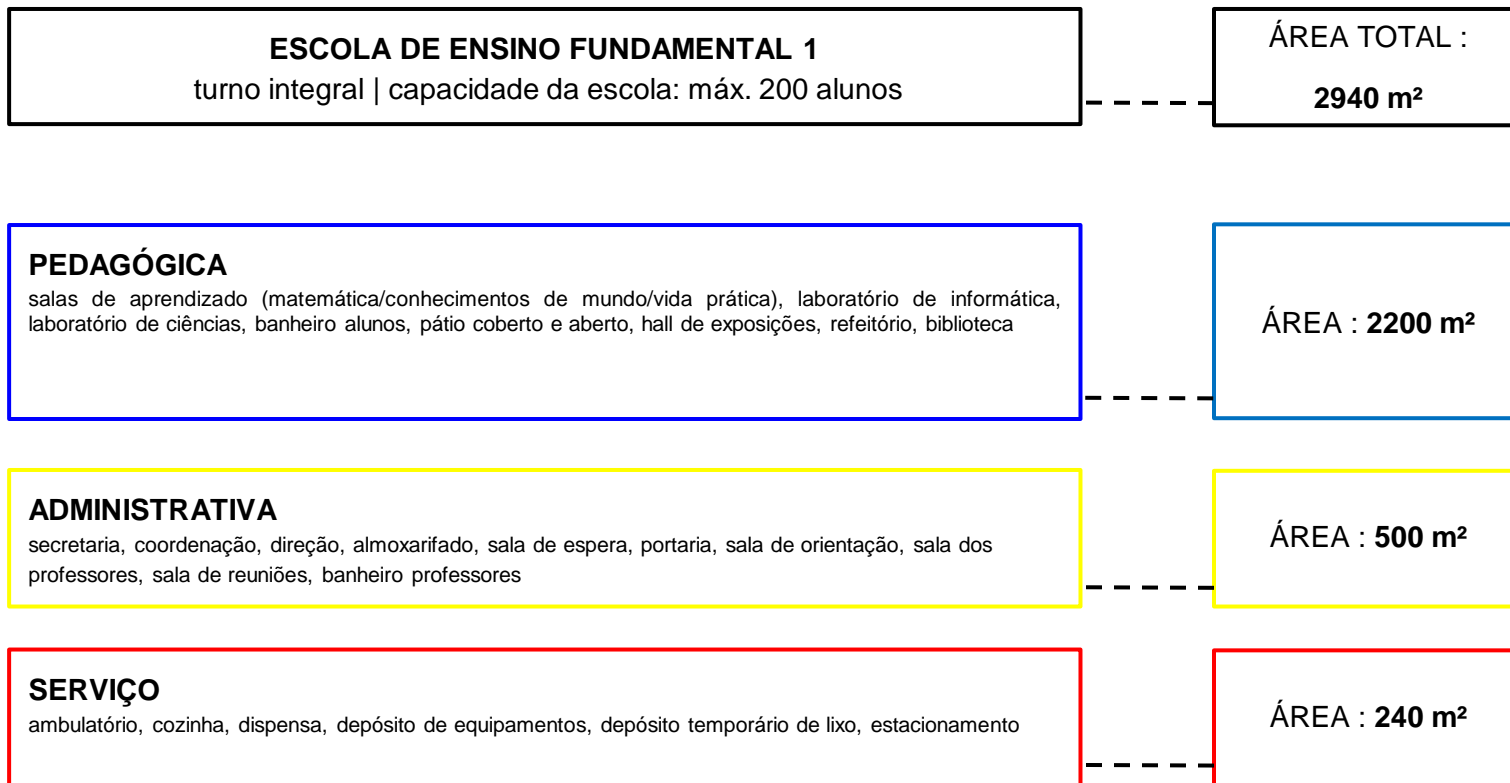 ESCOLA DE ENSINO FUNDAMENTAL 1
turno integral | capacidade da escola: máx. 200 alunos
ÁREA TOTAL :
2940 m²
PEDAGÓGICA
salas de aprendizado (matemática/conhecimentos de mundo/vida prática), laboratório de informática,
laboratório de ciências, banheiro alunos, pátio coberto e aberto, hall de exposições, refeitório, biblioteca
ÁREA : 2200 m²
ADMINISTRATIVA
secretaria, coordenação, direção, almoxarifado, sala de espera, portaria, sala de orientação, sala dos
professores, sala de reuniões, banheiro professores
ÁREA : 500 m²
SERVIÇO
ambulatório, cozinha, dispensa, depósito de equipamentos, depósito temporário de lixo, estacionamento
ÁREA : 240 m²